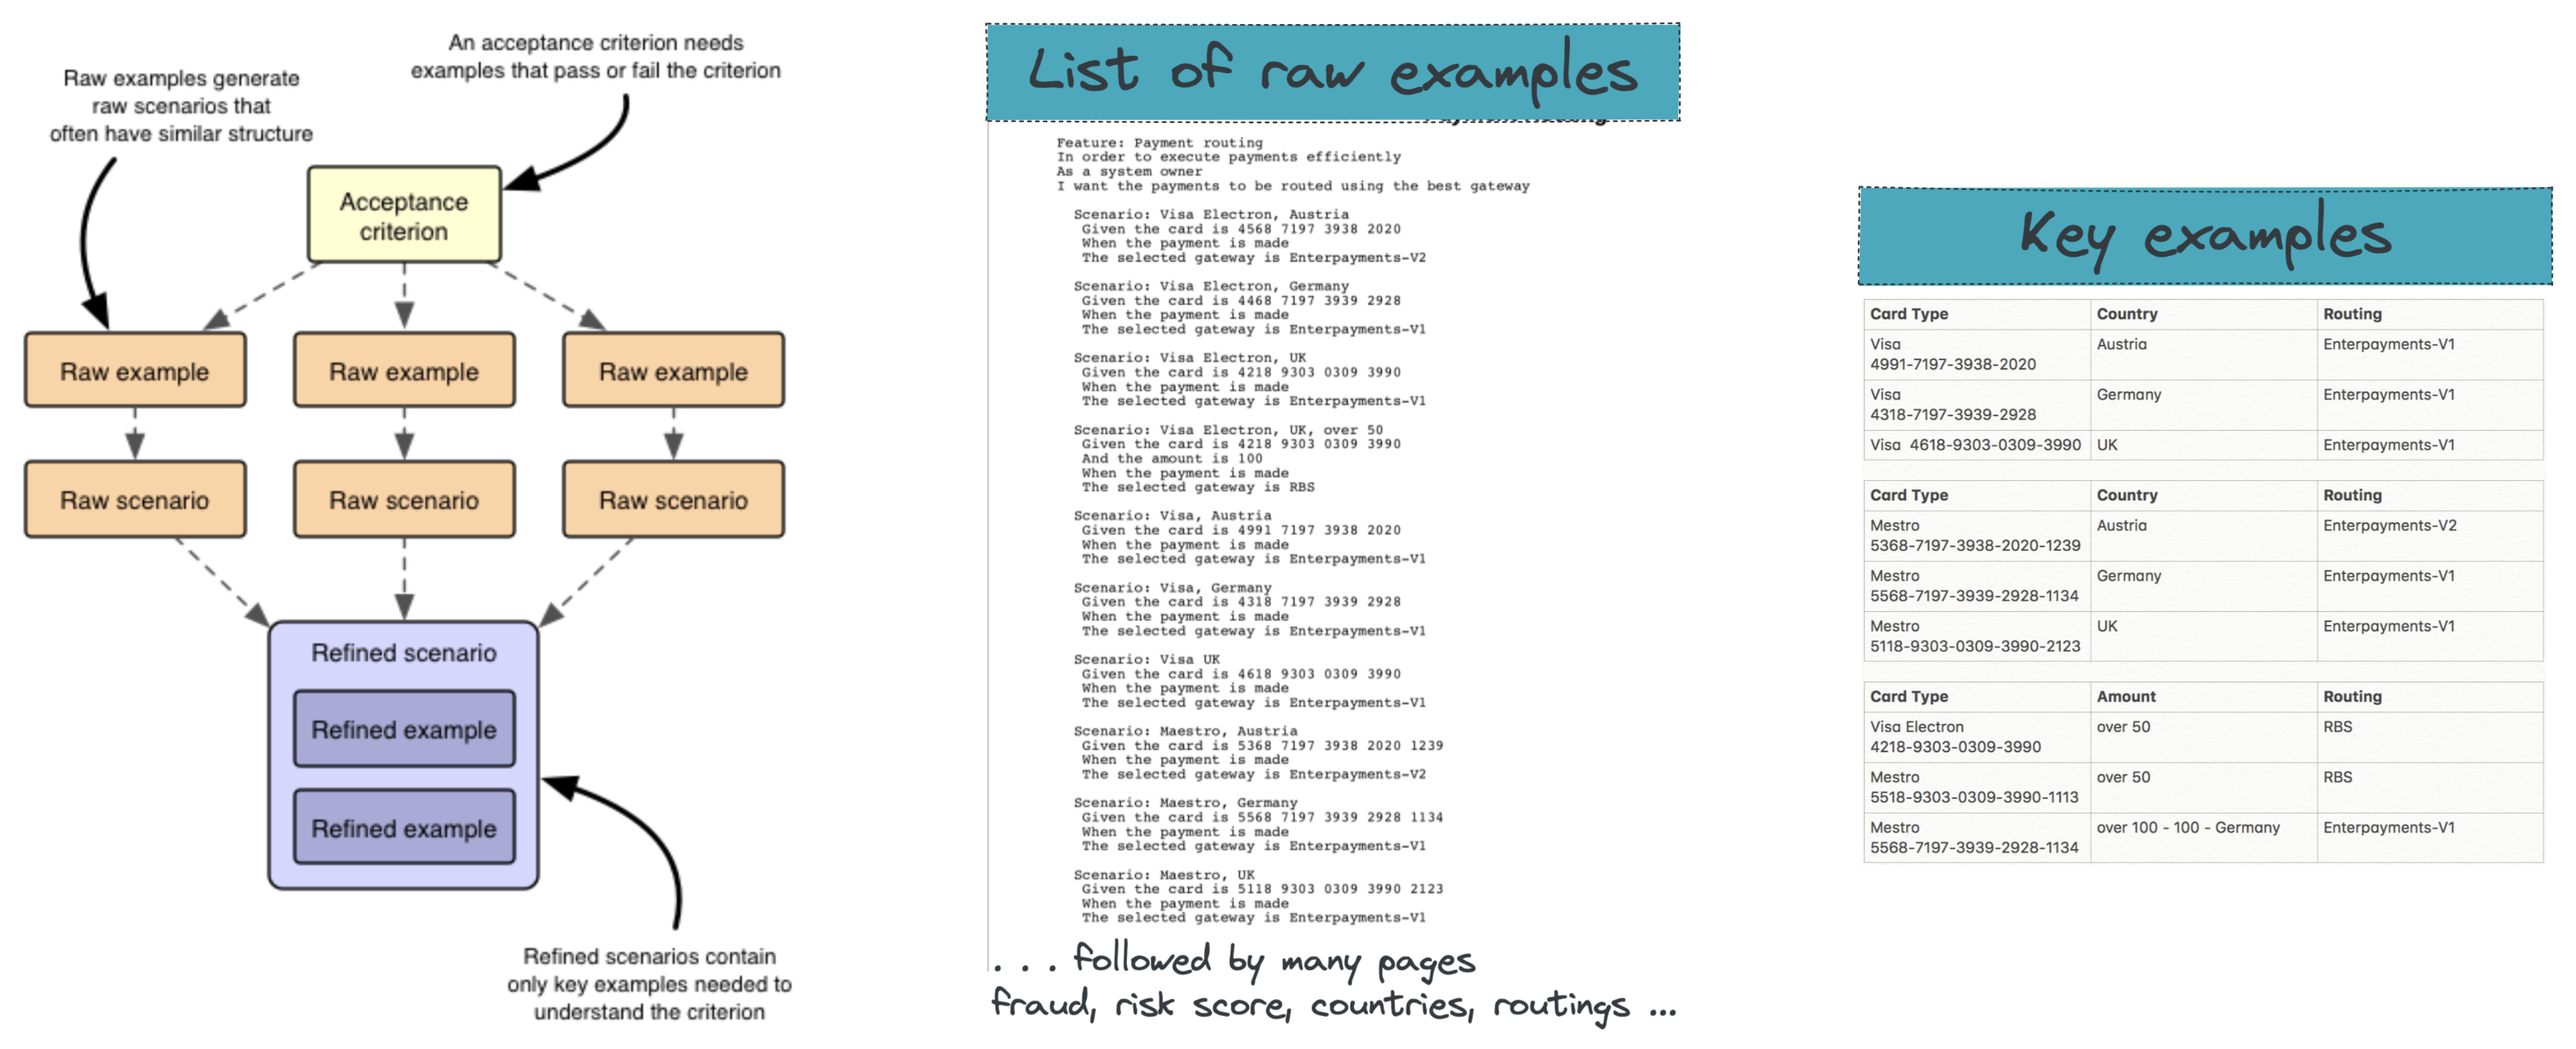 An acceptance criterion needs
examples that pass or fail the criterion
Raw examples generate
raw scenarios that
often have similar structure
Acceptance
criterion
Raw example
Raw example
Raw example
Raw scenario
Raw scenario
Raw scenario
Refined scenario
Refined example
Refined example
Refined scenarios contain
only key examples needed to
understand the criterion
List of raw examples
Feature: Payment routing
In order to execute payments efficiently
As a system owner
I want the payments to be routed using the best gateway
Scenario: Visa Electron, Austria
Given the card is 4568 7197 3938 2020
When the payment is made
The selected gateway is Enterpayments-V2
Scenario: Visa Electron, Germany
Given the card is 4468 7197 3939 2928
When the payment is made
The selected gateway is Enterpayments-V1
Scenario: Visa Electron, UK
Given the card is 4218 9303 0309 3990
When the payment is made
The selected gateway is Enterpayments-V1
Scenario: Visa Electron, UK, over 50
Given the card is 4218 9303 0309 3990
And the amount is 100
When the payment is made
The selected gateway is RBS
Scenario: Visa, Austria
Given the card is 4991 7197 3938 2020
When the payment is made
The selected gateway is Enterpayments-V1
Scenario: Visa, Germany
Given the card is 4318 7197 3939 2928
When the payment is made
The selected gateway is Enterpayments-V1
Scenario: Visa UK
Given the card is 4618 9303 0309 3990
When the payment is made
The selected gateway is Enterpayments-V1
Scenario: Maestro, Austria
Given the card is 5368 7197 3938 2020 1239
When the payment is made
The selected gateway is Enterpayments-V2
Scenario: Maestro, Germany
Given the card is 5568 7197 3939 2928 1134
When the payment is made
The selected gateway is Enterpayments-V1
Scenario: Maestro, UK
Given the card is 5118 9303 0309 3990 2123
When the payment is made
The selected gateway is Enterpayments-V1
. . . followed by many pages
fraud, risk score, countries, routings ...
Key examples
Card Type Country Routing
Visa Austria Enterpayments-V1
4991-7197-3938-2020
Visa Germany Enterpayments-V1
4318-7197-3939-2928
Visa 4618-9303-0309-3990 UK Enterpayments-V1
Card Type Country Routing
Mestro Austria Enterpayments-V2
5368-7197-3938-2020-1239
Mestro Germany Enterpayments-V1
5568-7197-3939-2928-1134
Mestro UK Enterpayments-V1
5118-9303-0309-3990-2123
Card Type Amount Routing
Visa Electron over 50 RBS
4218-9303-0309-3990
Mestro over 50 RBS
5518-9303-0309-3990-1113
Mestro over 100 - 100 - Germany Enterpayments-V1
5568-7197-3939-2928-1134